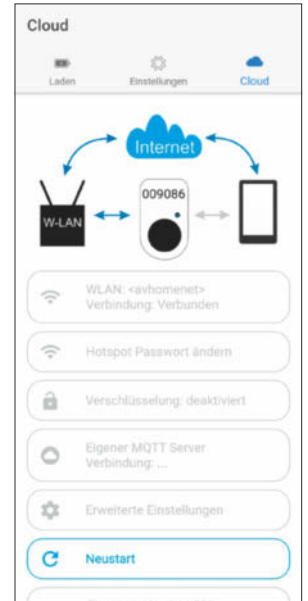 Cloud
Laden Einstellungen Cloud
Internet
009086
W-LAN
WLAN: <avhomenet>
Verbindung: Verbunden
Hotspot Passwort ändern
Verschlüsselung: deaktiviert
Eigener MQTT Server
Verbindung: ...
Erweiterte Einstellungen
Neustart